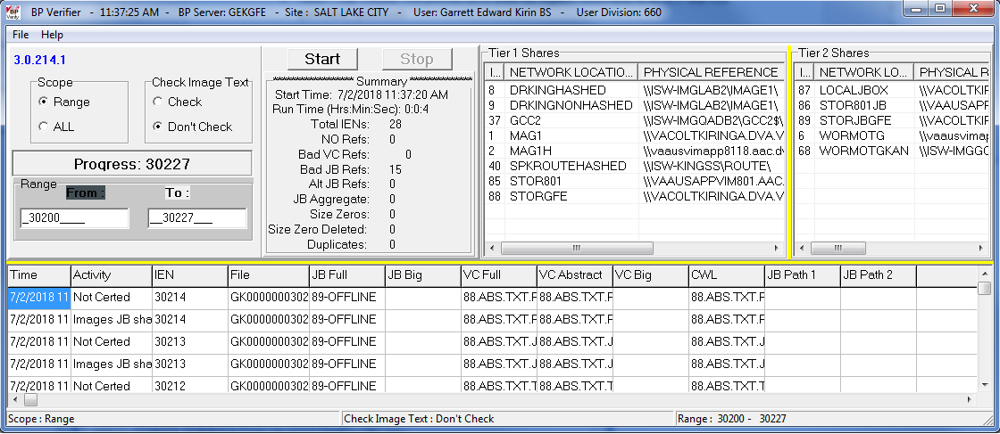 BP Verify BP Verifier - 11:37:25 AM - BP Server: GEKGFE - Site : SALT LAKE CITY - User: Garrett Edward Kirin BS - User Division: 660
File Help
3.0.214.1
Scope
Range
ALL
Check Image Text
Check
Don't Check
Progress: 30227
Range
From : To :
_30200____ __30227___
Start Stop
Summary
Start Time: 7/2/2018 11:37:20 AM
Run Time (Hrs:Min:Sec): 0:0:4
Total IENs: 28
NO Refs: 0
Bad VC Refs: 0
Bad JB Refs: 15
Alt JB Refs: 0
JB Aggregate: 0
Size Zeros: 0
Size Zero Deleted: 0
Duplicates: 0
Tier 1 Shares
I... NETWORK LOCATIO... PHYSICAL REFERENCE
8 DRKINGHASHED \\ISW-IMGLAB2\IMAGE1\
9 DRKINGNONHASHED \\ISW-IMGLAB2\IMAGE1\
37 GCC2 \\ISW-IMGQADB2\GCC2$\
1 MAG1 \\VACOLTKIRINGA.DVA.V
2 MAG1H \\vaausvimapp8118.aac.dv
40 SPKROUTEHASHED \\ISW-KINGSS\ROUTE\
85 STOR801 \\VAAUSAPPVIM801.AAC.
88 STORGFE \\VACOLTKIRINGA.DVA.V
Tier 2 Shares
I... NETWORK LO... PHYSICAL R
87 LOCALJBOX \\VACOLTKIR
86 STOR801JB \\VAAUSAPP
89 STORJBGFE \\VACOLTKIR
6 WORMOTG \\vaausvimap
68 WORMOTGKAN \\ISW-IMGGC
Time Activity IEN File JB Full JB Big VC Full VC Abstract VC Big CWL JB Path 1 JB Path 2
7/2/2018 11 Not Certed 30214 GK0000000302 89-OFFLINE 88.ABS.TXT.F 88.ABS.TXT.F 88.ABS.TXT.F
7/2/2018 11 Images JB sha 30214 GK0000000302 89-OFFLINE 88.ABS.TXT.F 88.ABS.TXT.F 88.ABS.TXT.F
7/2/2018 11 Not Certed 30213 GK0000000302 89-OFFLINE 88.ABS.TXT.J 88.ABS.TXT.J 88.ABS.TXT.J
7/2/2018 11 Images JB sha 30213 GK0000000302 89-OFFLINE 88.ABS.TXT.J 88.ABS.TXT.J 88.ABS.TXT.J
7/2/2018 11 Not Certed 30212 GK0000000302 89-OFFLINE 88.ABS.TXT.T 88.ABS.TXT.T 88.ABS.TXT.T
Scope : Range Check Image Text : Don't Check Range : 30200 - 30227